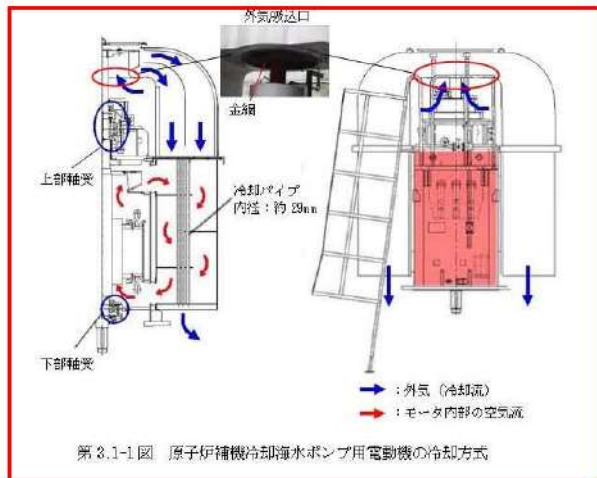 外気吸込口
金網
上部軸受
冷却パイプ
内径：約29mm
下部軸受
：外気（冷却流）
：モータ内部の空気流
第3.1-1図　原子炉補機冷却海水ポンプ用電動機の冷却方式